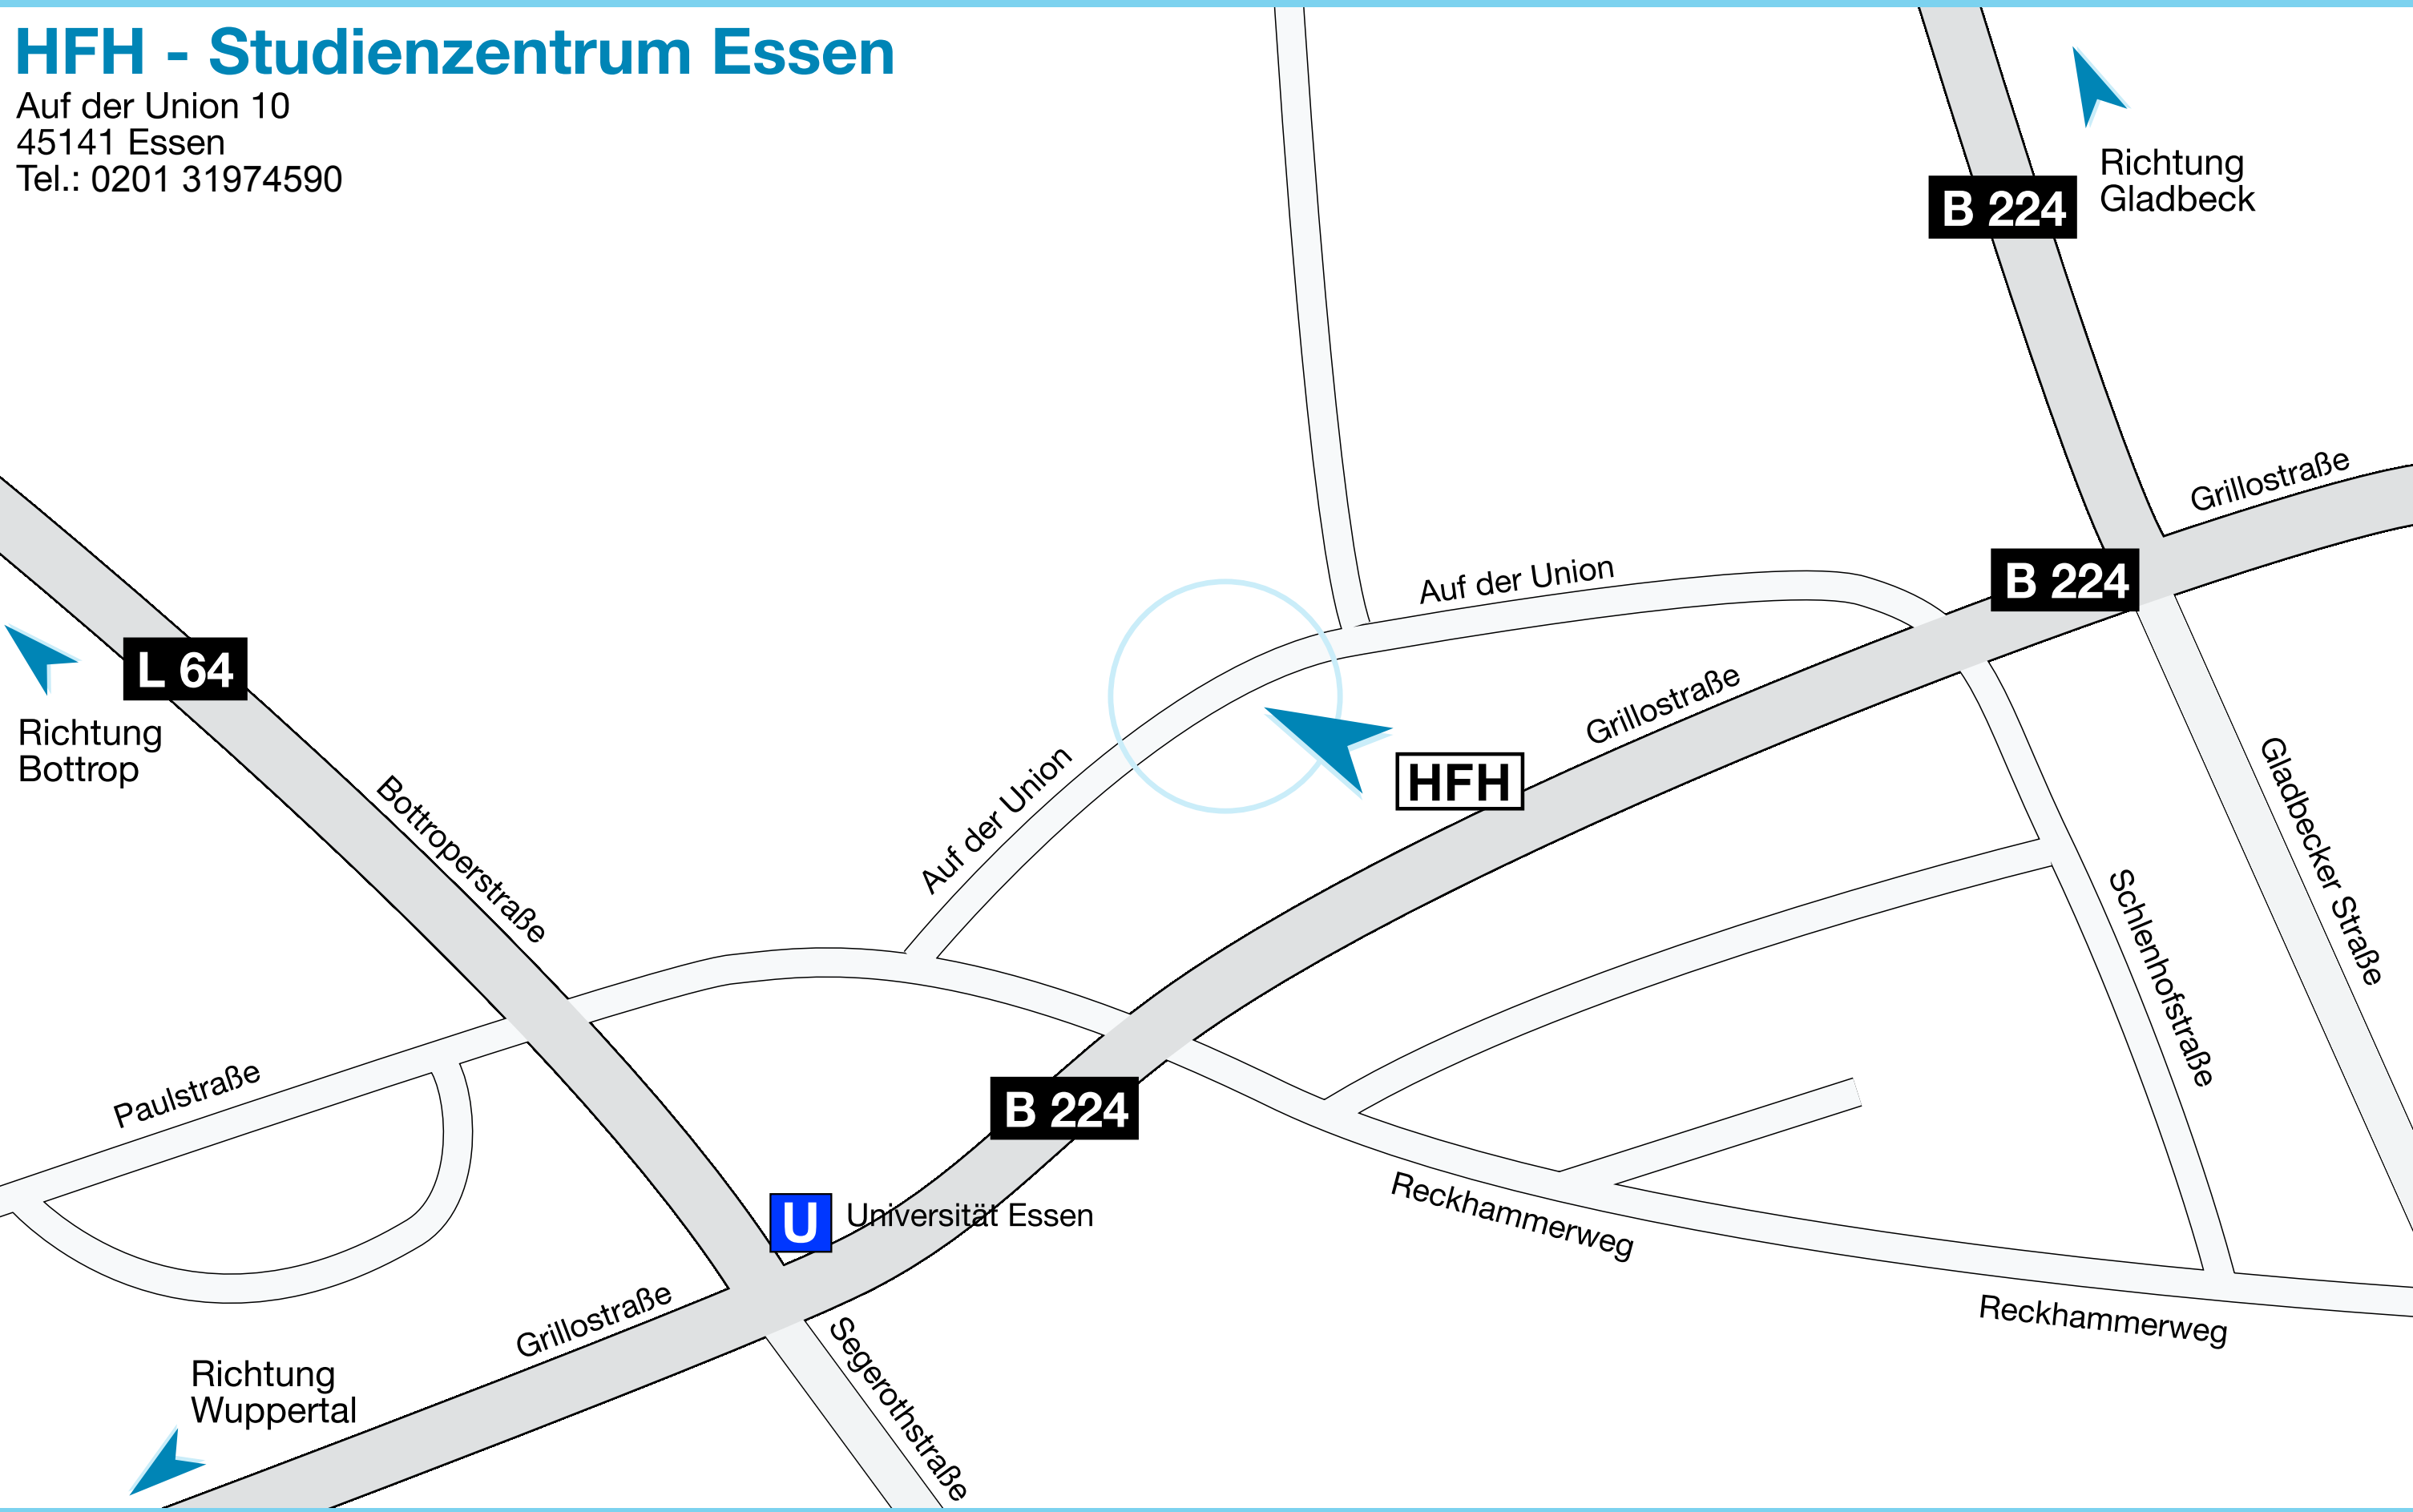 HFH - Studienzentrum Essen
Auf der Union 10
45141 Essen
Tel.: 0201 31974590
Richtung
Gladbeck
B 224
Grillostraße
B 224
Auf der Union
L 64
Richtung
Bottrop
Grillostraße
HFH
Auf der Union
Bottroperstraße
Gladbecker Straße
Schlenhofstraße
Paulstraße
B 224
U Universität Essen
Reckhammerweg
Grillostraße
Reckhammerweg
Segerothstraße
Richtung
Wuppertal